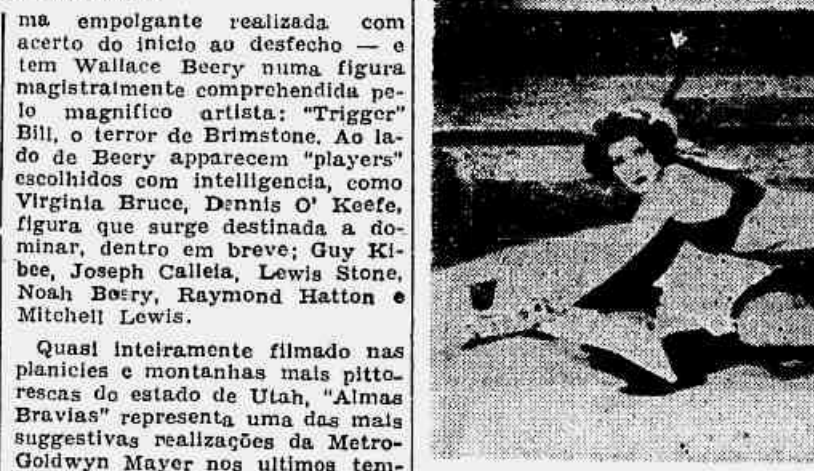 ma empolgante realizada com
acerto do inicio ao desfecho — e
tem Wallace Beery numa figura
magistralmente comprehendida pe-
lo magnifico artista: "Trigger"
Bill, o terror de Brimstone. Ao la-
do de Beery apparecem "players"
escolhidos com intelligencia, como
Virginia Bruce, Dennis O' Keefe,
figura que surge destinada a do-
minar, dentro em breve; Guy Ki-
bee, Joseph Calleia, Lewis Stone,
Noah Beery, Raymond Hatton e
Mitchell Lewis.
Quasi inteiramente filmado nas
planicies e montanhas mais pitto-
rescas do estado de Utah, "Almas
Bravias" representa uma das mais
suggestivas realizações da Metro-
Goldwyn Mayer nos ultimos tem-